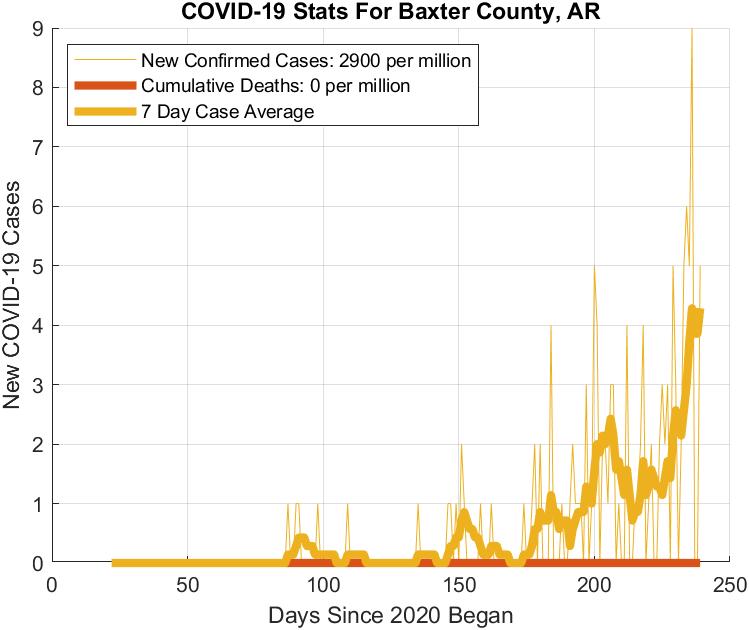 COVID-19 Stats For Baxter County, AR
New Confirmed Cases: 2900 per million
Cumulative Deaths: 0 per million
7 Day Case Average
New COVID-19 Cases
9
8
7
6
5
4
3
2
1
0
0 50 100 150 200 250
Days Since 2020 Began